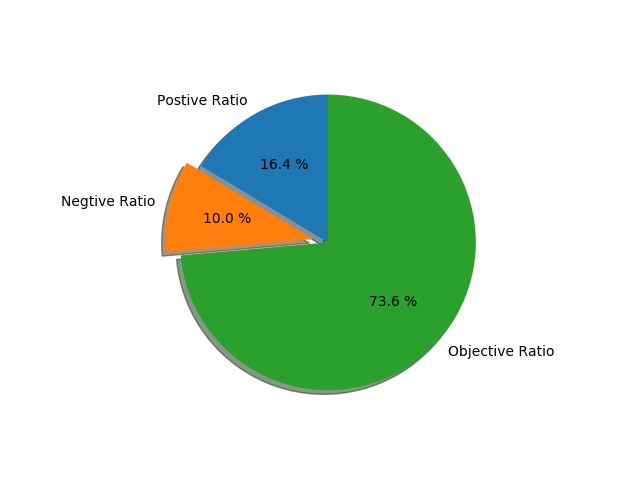 Postive Ratio
16.4 %
Negtive Ratio
10.0 %
73.6 %
Objective Ratio